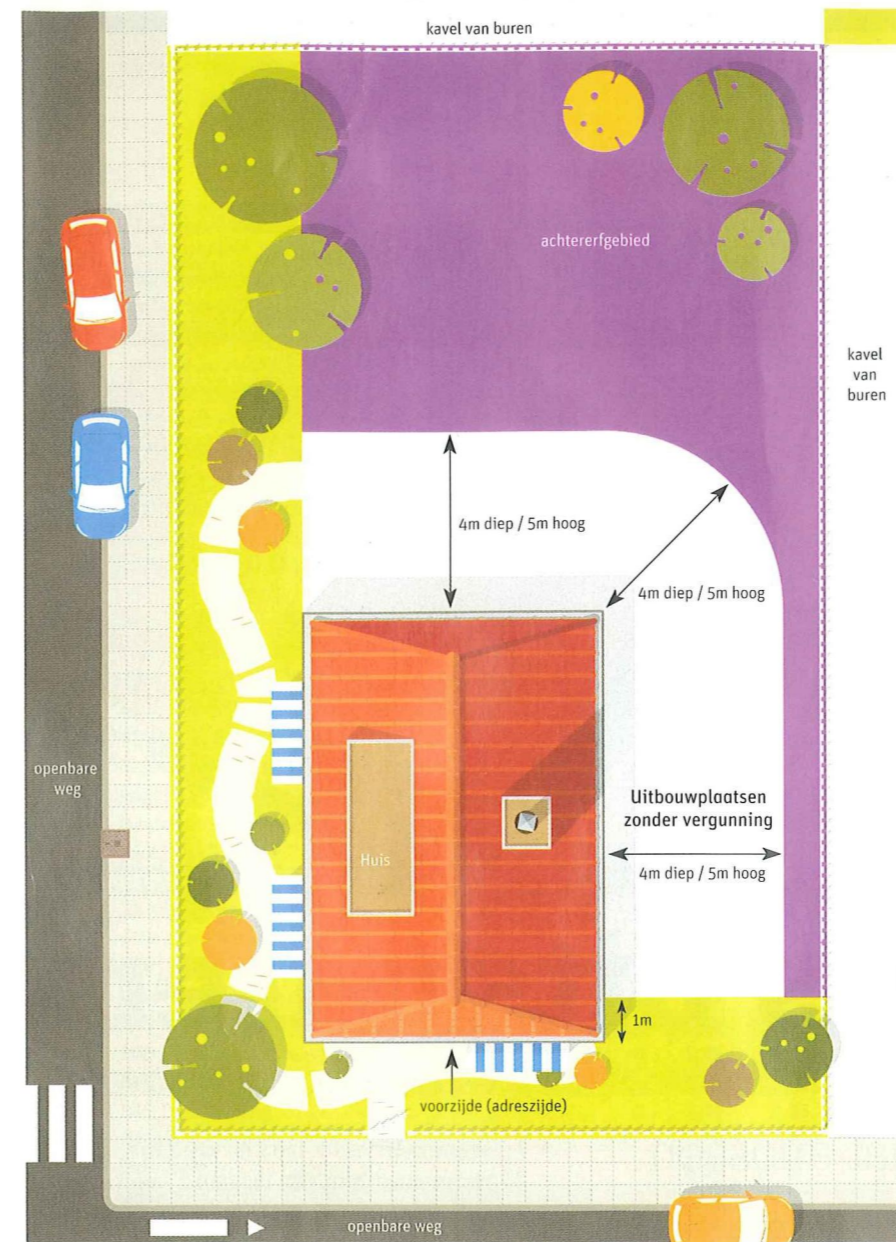 kavel van buren
achtererfgebied
kavel
van
buren
4m diep / 5m hoog
4m diep / 5m hoog
openbare
weg
Uitbouwplaatsen
zonder vergunning
Huis
4m diep / 5m hoog
1m
voorzijde (adreszijde)
openbare weg